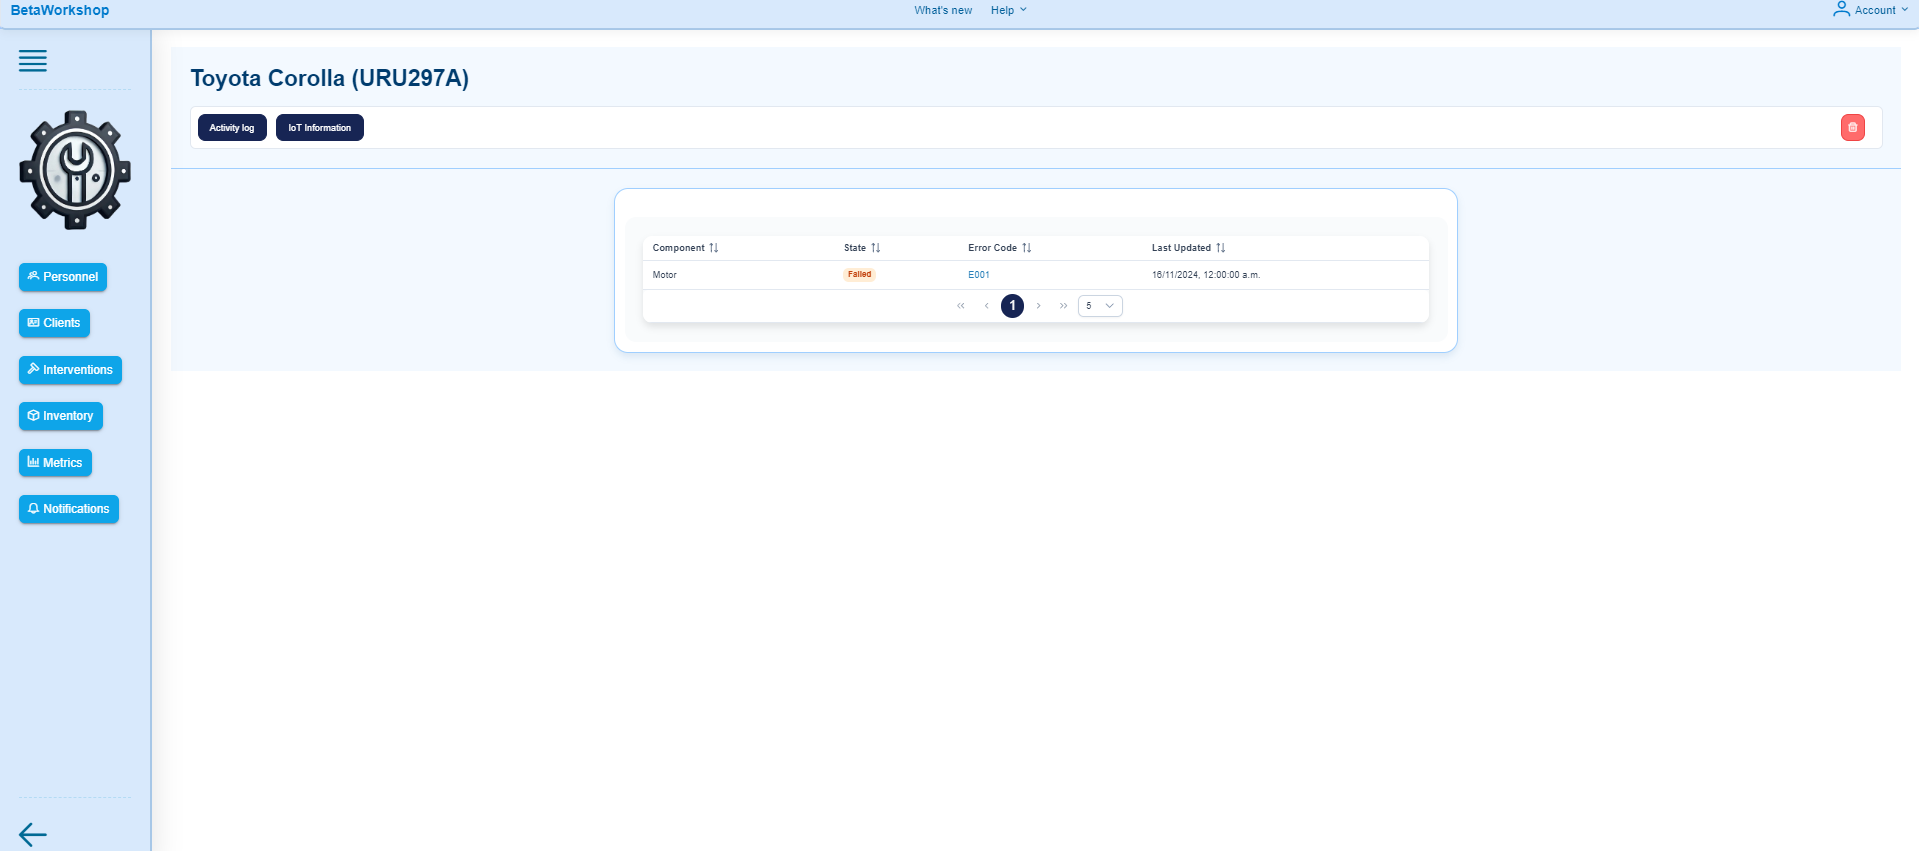 BetaWorkshop What's new Help Account
Toyota Corolla (URU297A)
Activity log IoT Information
Component State Error Code Last Updated
Motor Failed E001 16/11/2024, 12:00:00 a.m.
« ‹ 1 › » 5
Personnel
Clients
Interventions
Inventory
Metrics
Notifications